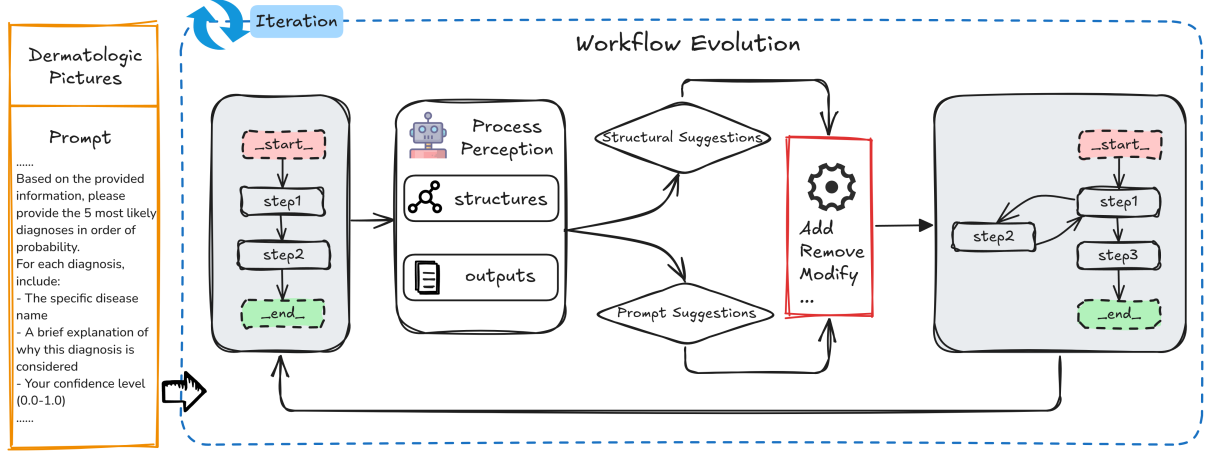 Iteration
Workflow Evolution
Dermatologic
Pictures
Prompt
......
Based on the provided
information, please
provide the 5 most likely
diagnoses in order of
probability.
For each diagnosis,
include:
- The specific disease
name
- A brief explanation of
why this diagnosis is
considered
- Your confidence level
(0.0-1.0)
......
_start_
step1
step2
_end_
Process
Perception
structures
outputs
Structural Suggestions
Prompt Suggestions
Add
Remove
Modify
...
_start_
step1
step2
step3
_end_